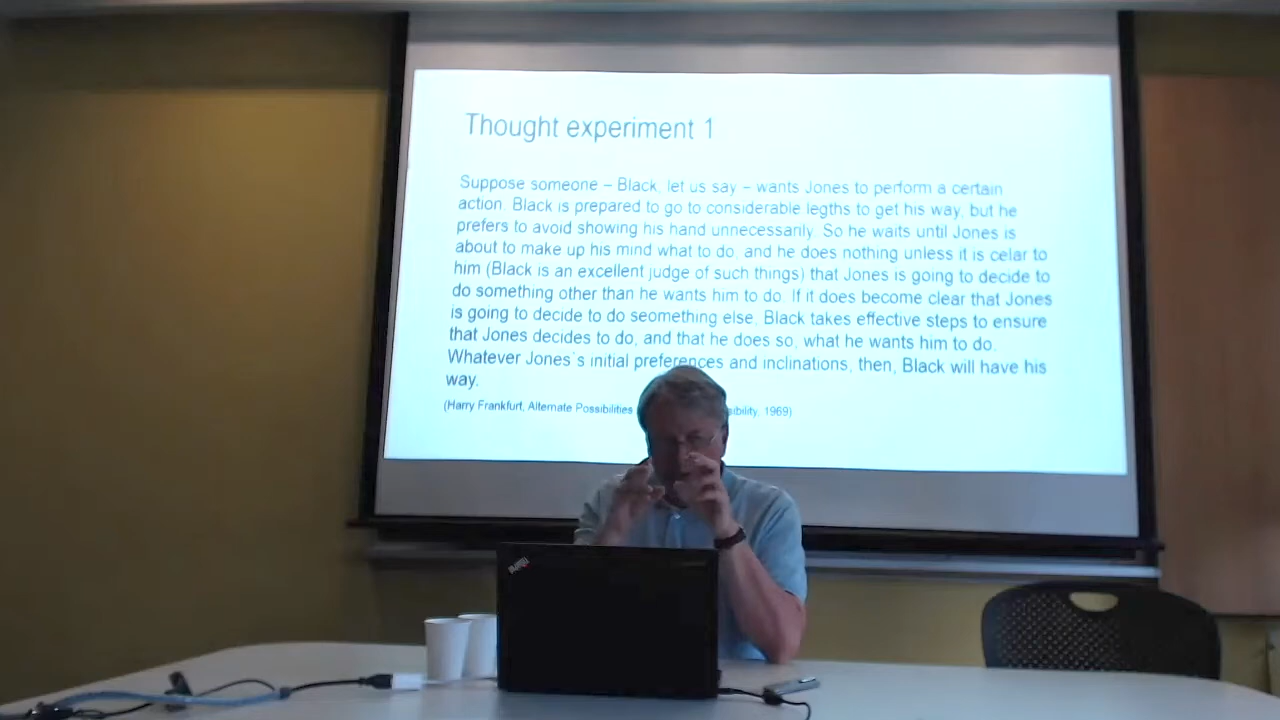 Thought experiment 1
Suppose someone – Black, let us say – wants Jones to perform a certain
action. Black is prepared to go to considerable legths to get his way, but he
prefers to avoid showing his hand unnecessarily. So he waits until Jones is
about to make up his mind what to do, and he does nothing unless it is celar to
him (Black is an excellent judge of such things) that Jones is going to decide to
do something other than he wants him to do. If it does become clear that Jones
is going to decide to do seomething else, Black takes effective steps to ensure
that Jones decides to do, and that he does so, what he wants him to do.
Whatever Jones`s initial preferences and inclinations, then, Black will have his
way.
(Harry Frankfurt, Alternate Possibilities sibility, 1969)